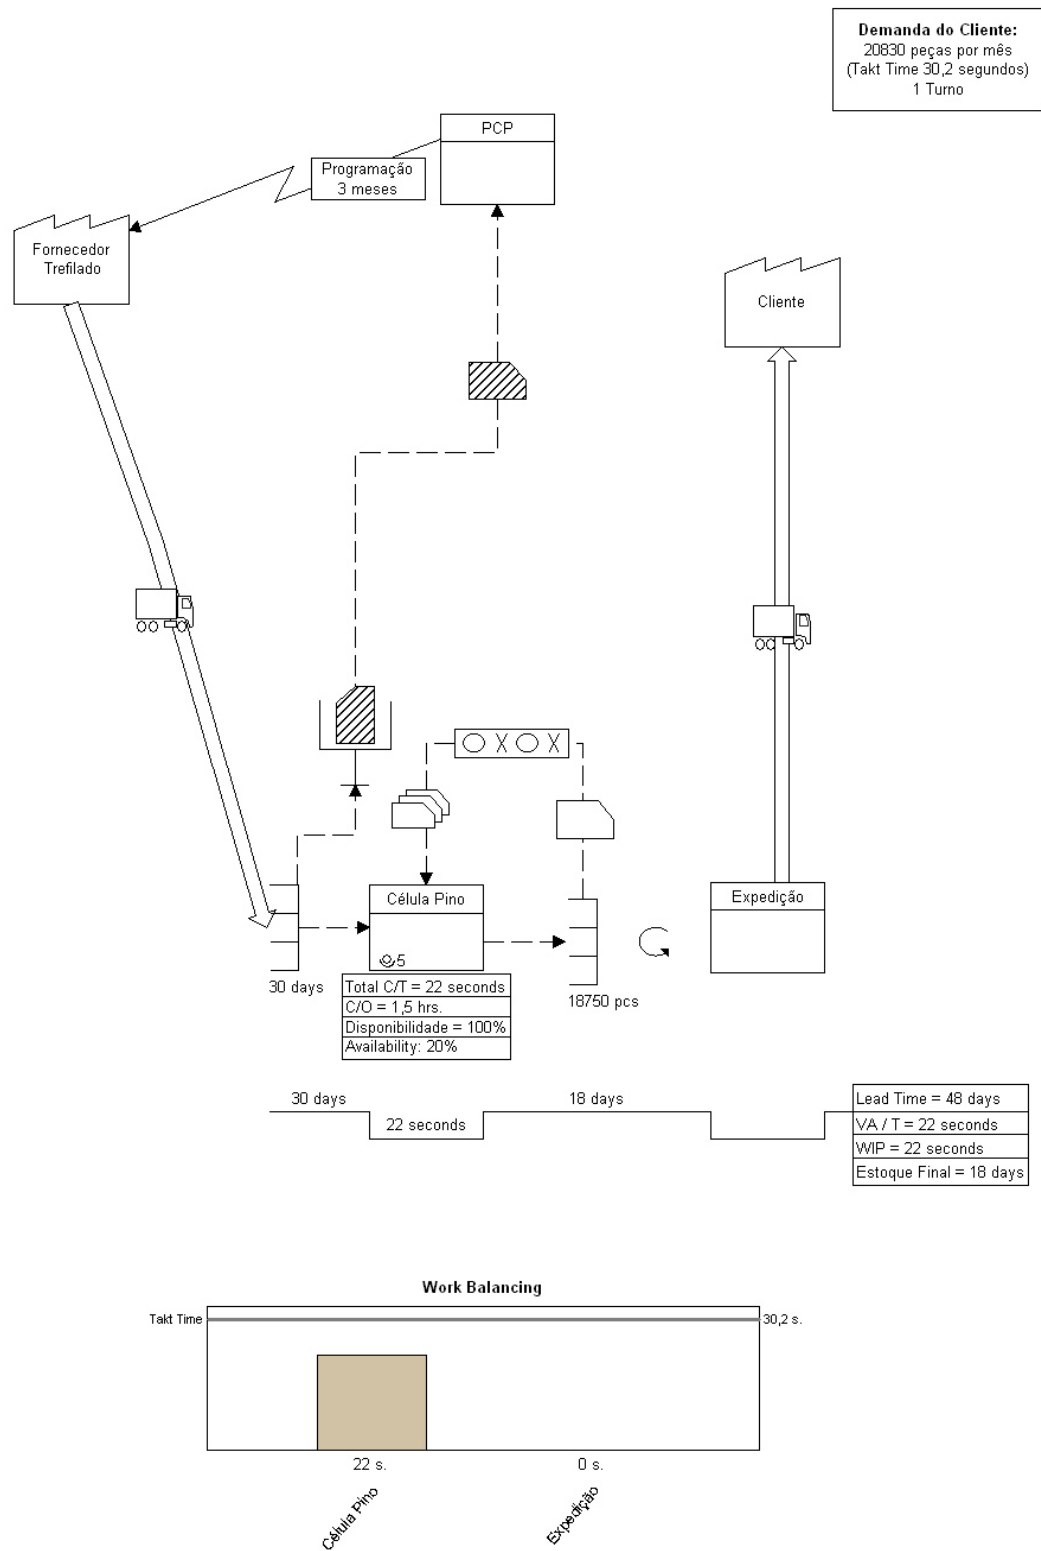 Demanda do Cliente:
20830 peças por mês
(Takt Time 30,2 segundos)
1 Turno
PCP
Programação
3 meses
Fornecedor
Trefilado
Cliente
Célula Pino
5
Expedição
30 days
Total C/T = 22 seconds
C/O = 1,5 hrs.
Disponibilidade = 100%
Availability: 20%
18750 pcs
30 days
22 seconds
18 days
Lead Time = 48 days
VA / T = 22 seconds
WIP = 22 seconds
Estoque Final = 18 days
Work Balancing
Takt Time
30,2 s.
22 s.
0 s.
Célula Pino
Expedição